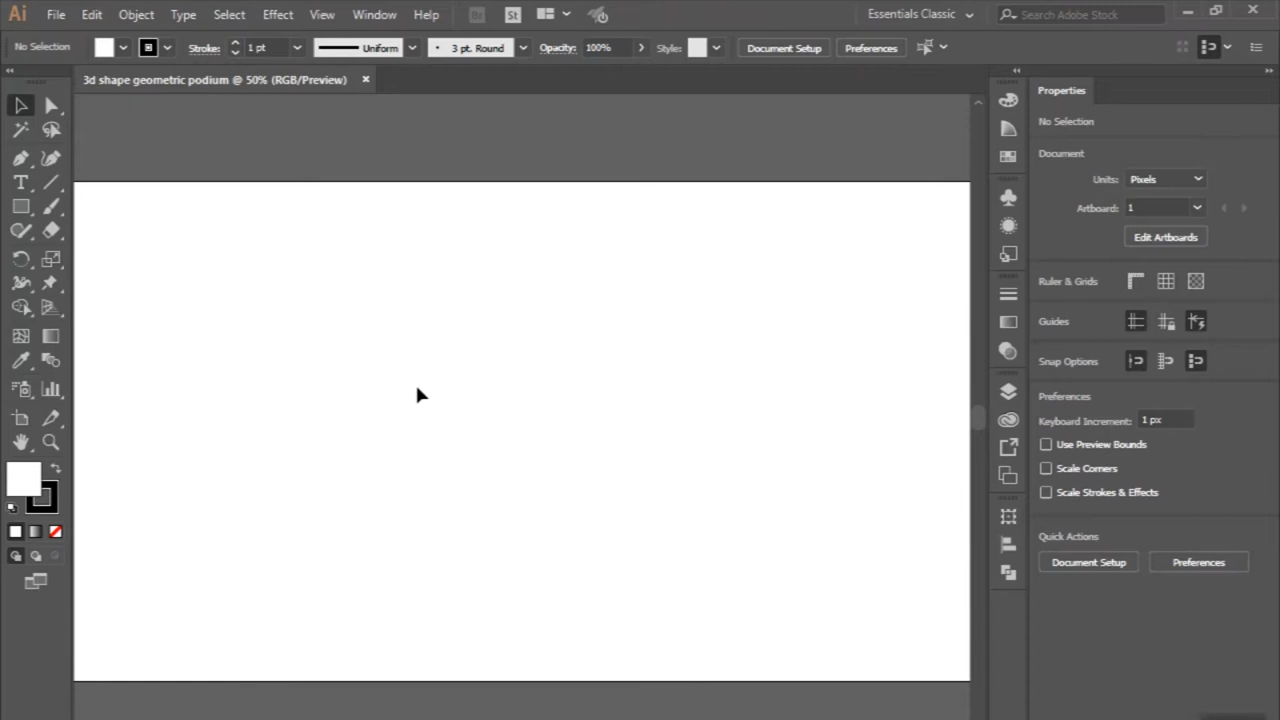 Ai File Edit Object Type Select Effect View Window Help Br St Essentials Classic Search Adobe Stock
No Selection Stroke: 1 pt Uniform 3 pt. Round Opacity: 100% Style: Document Setup Preferences
3d shape geometric podium @ 50% (RGB/Preview) ×
Properties
No Selection
Document
Units: Pixels
Artboard: 1
Edit Artboards
Ruler & Grids
Guides
Snap Options
Preferences
Keyboard Increment: 1 px
Use Preview Bounds
Scale Corners
Scale Strokes & Effects
Quick Actions
Document Setup Preferences